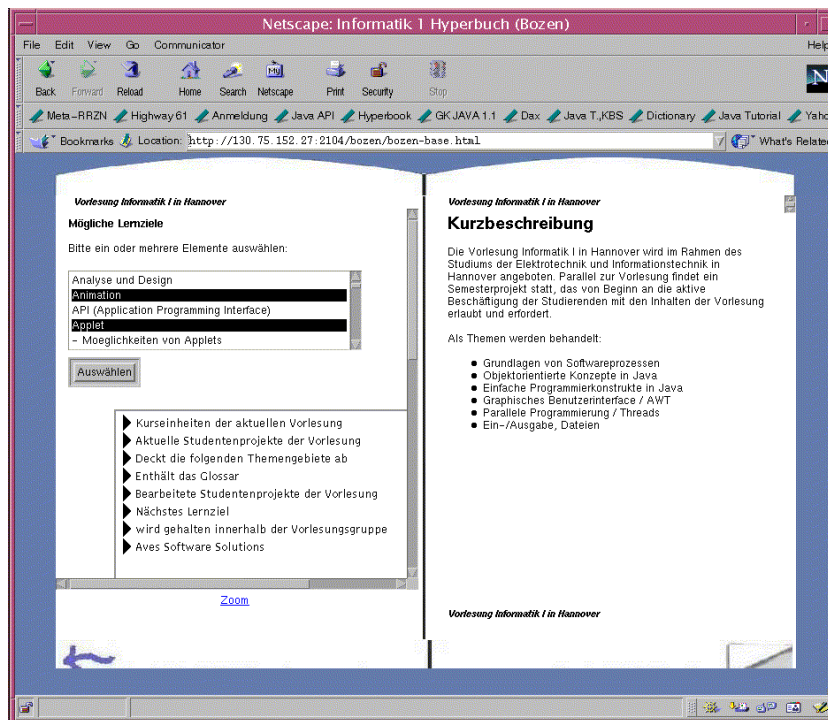 Netscape: Informatik 1 Hyperbuch (Bozen)
File Edit View Go Communicator Help
Back Forward Reload Home Search Netscape Print Security Stop
My
N
Meta-RRZN Highway 61 Anmeldung Java API Hyperbook GK JAVA 1.1 Dax Java T.,KBS Dictionary Java Tutorial Yaho
Bookmarks Location: http://130.75.152.27:2104/bozen/bozen-base.html What's Related
Vorlesung Informatik I in Hannover
Mögliche Lernziele
Bitte ein oder mehrere Elemente auswählen:
Analyse und Design
Animation
API (Application Programming Interface)
Applet
- Moeglichkeiten von Applets
Auswählen
Kurseinheiten der aktuellen Vorlesung
Aktuelle Studentenprojekte der Vorlesung
Deckt die folgenden Themengebiete ab
Enthält das Glossar
Bearbeitete Studentenprojekte der Vorlesung
Nächstes Lernziel
wird gehalten innerhalb der Vorlesungsgruppe
Aves Software Solutions
Zoom
Vorlesung Informatik I in Hannover
Kurzbeschreibung
Die Vorlesung Informatik I in Hannover wird im Rahmen des
Studiums der Elektrotechnik und Informationstechnik in
Hannover angeboten. Parallel zur Vorlesung findet ein
Semesterprojekt statt, das von Beginn an die aktive
Beschäftigung der Studierenden mit den Inhalten der Vorlesung
erlaubt und erfordert.
Als Themen werden behandelt:
● Grundlagen von Softwareprozessen
● Objektorientierte Konzepte in Java
● Einfache Programmierkonstrukte in Java
● Graphisches Benutzerinterface / AWT
● Parallele Programmierung / Threads
● Ein-/Ausgabe, Dateien
Vorlesung Informatik I in Hannover